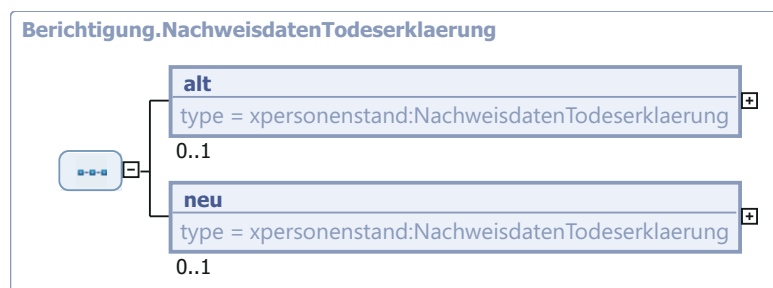 Berichtigung.NachweisdatenTodeserklaerung
alt
type = xpersonenstand:NachweisdatenTodeserklaerung
0..1
neu
type = xpersonenstand:NachweisdatenTodeserklaerung
0..1